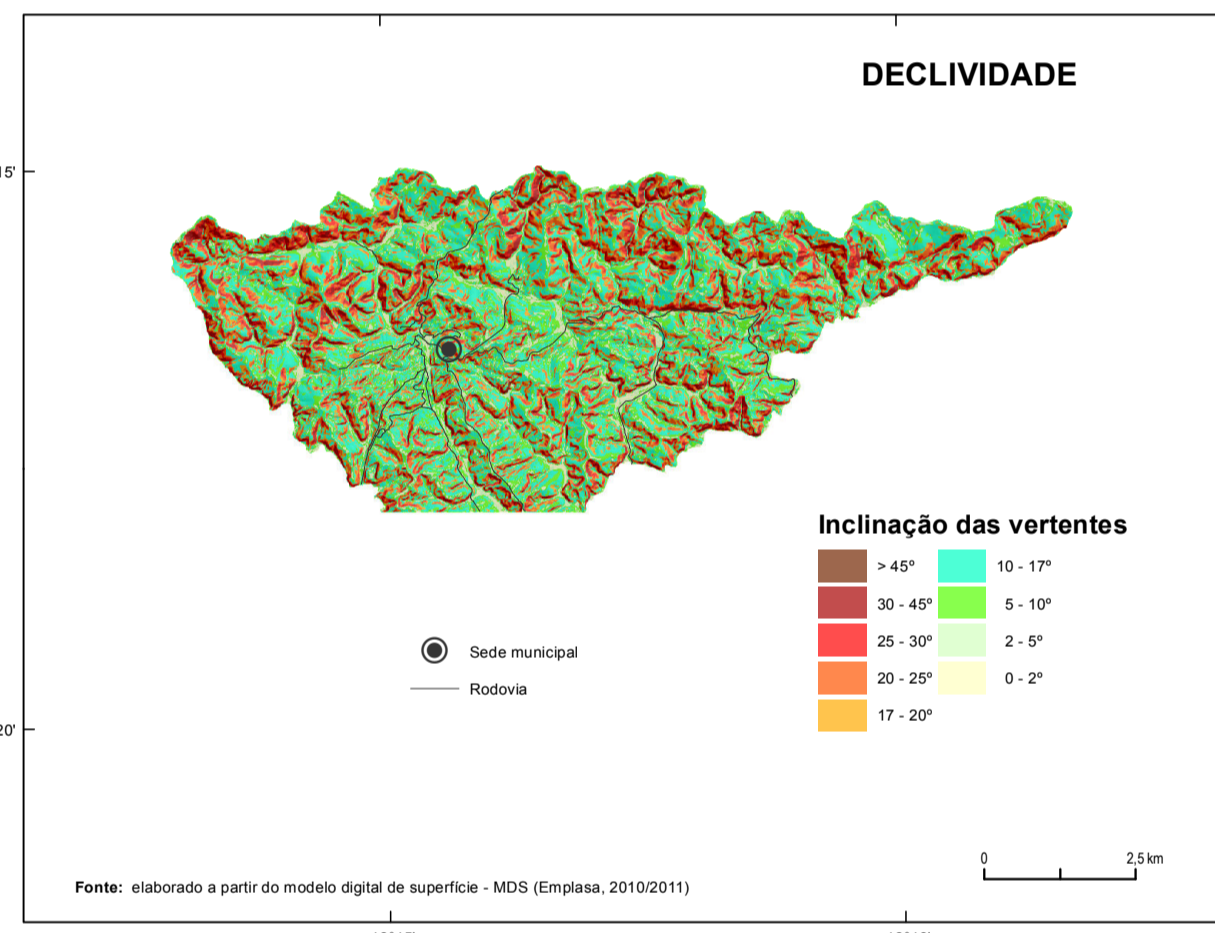 DECLIVIDADE
15'
Inclinação das vertentes
> 45º
10 - 17º
30 - 45º
5 - 10º
25 - 30º
2 - 5º
20 - 25º
0 - 2º
17 - 20º
Sede municipal
Rodovia
20'
0
2,5 km
Fonte: elaborado a partir do modelo digital de superfície - MDS (Emplasa, 2010/2011)